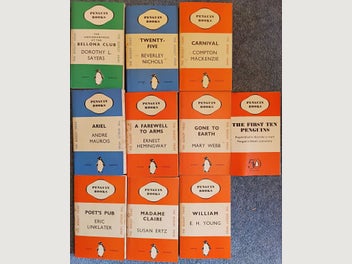 PENGUIN
BOOKS
THE
UNPLEASANTNESS
AT THE
BELLONA CLUB
DOROTHY L.
SAYERS
PENGUIN
BOOKS
TWENTY-
FIVE
BEVERLEY
NICHOLS
PENGUIN
BOOKS
CARNIVAL
COMPTON
MACKENZIE
PENGUIN
BOOKS
ARIEL
ANDRE
MAUROIS
PENGUIN
BOOKS
A FAREWELL
TO ARMS
ERNEST
HEMINGWAY
PENGUIN
BOOKS
GONE TO
EARTH
MARY WEBB
PENGUIN
BOOKS
THE FIRST TEN
PENGUINS
PENGUIN
BOOKS
POET'S PUB
ERIC
LINKLATER
PENGUIN
BOOKS
MADAME
CLAIRE
SUSAN ERTZ
PENGUIN
BOOKS
WILLIAM
E. H. YOUNG